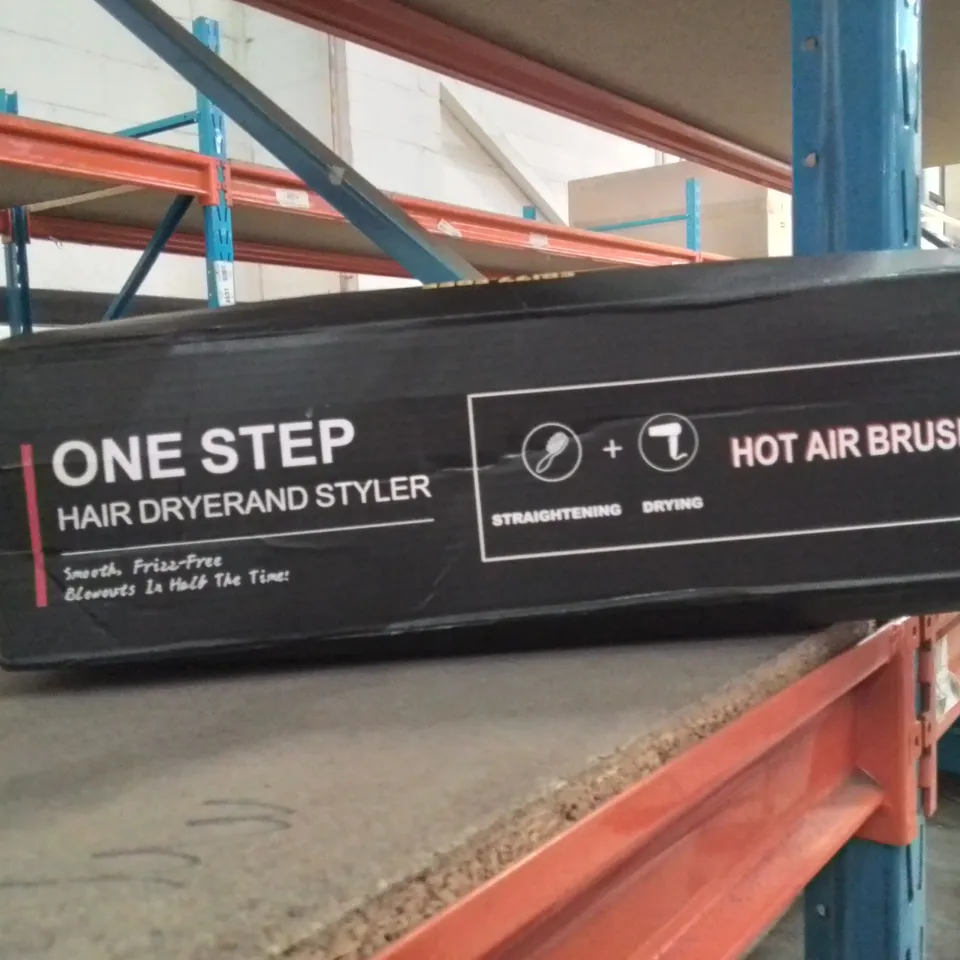 ONE STEP
HAIR DRYERAND STYLER
Smooth, Frizz-Free
Blowouts In Half The Time!
+
STRAIGHTENING DRYING
HOT AIR BRUS